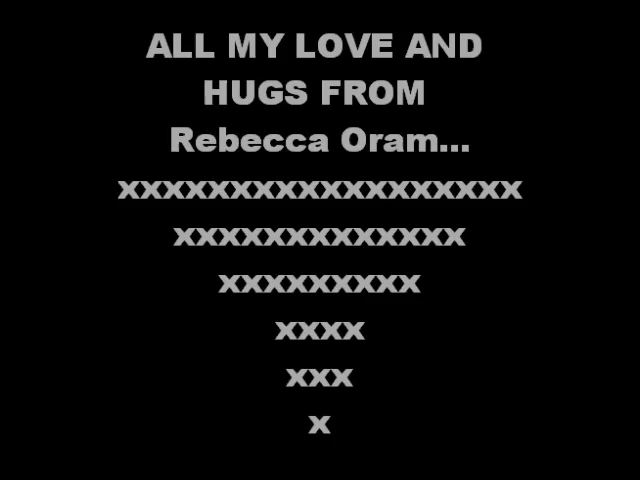 ALL MY LOVE AND
HUGS FROM
Rebecca Oram...
xxxxxxxxxxxxxxxxxx
xxxxxxxxxxxxx
xxxxxxxxx
xxxx
xxx
x